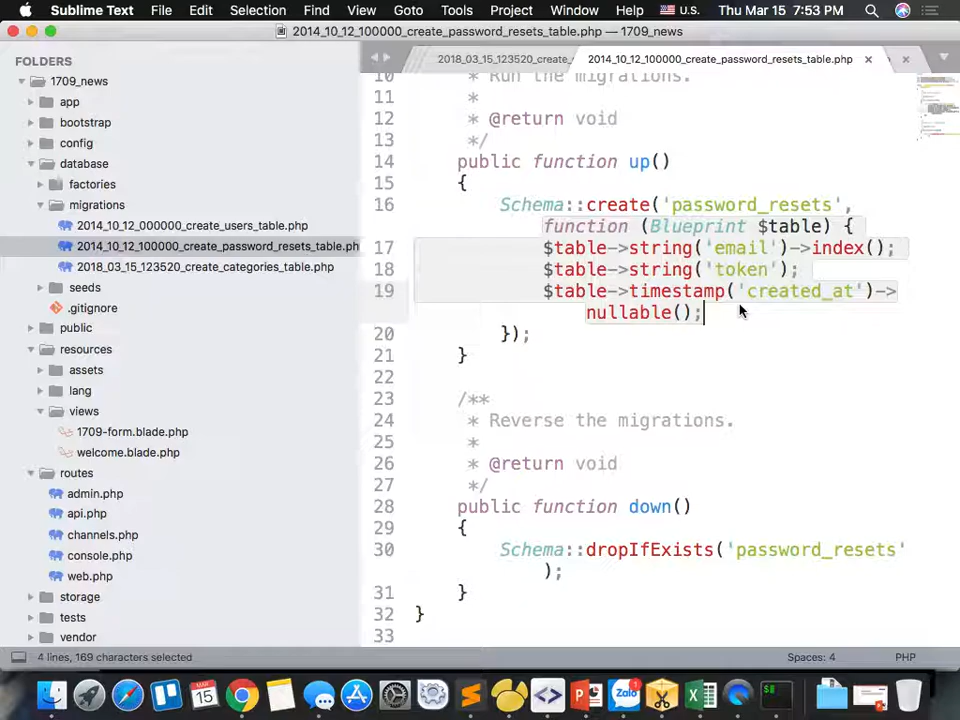 Sublime Text File Edit Selection Find View Goto Tools Project Window Help U.S. Thu Mar 15 7:53 PM
2014_10_12_100000_create_password_resets_table.php — 1709_news
FOLDERS
1709_news
app
bootstrap
config
database
factories
migrations
2014_10_12_000000_create_users_table.php
2014_10_12_100000_create_password_resets_table.ph
2018_03_15_123520_create_categories_table.php
seeds
.gitignore
public
resources
assets
lang
views
1709-form.blade.php
welcome.blade.php
routes
admin.php
api.php
channels.php
console.php
web.php
storage
tests
vendor
2018_03_15_123520_create_ 2014_10_12_100000_create_password_resets_table.php
10 * Run the migrations.
11 *
12 * @return void
13 */
14 public function up()
15 {
16 Schema::create('password_resets',
function (Blueprint $table) {
17 $table->string('email')->index();
18 $table->string('token');
19 $table->timestamp('created_at')->
nullable();
20 });
21 }
22
23 /**
24 * Reverse the migrations.
25 *
26 * @return void
27 */
28 public function down()
29 {
30 Schema::dropIfExists('password_resets'
);
31 }
32 }
33
4 lines, 169 characters selected Spaces: 4 PHP
MAR
15
Zalo
1